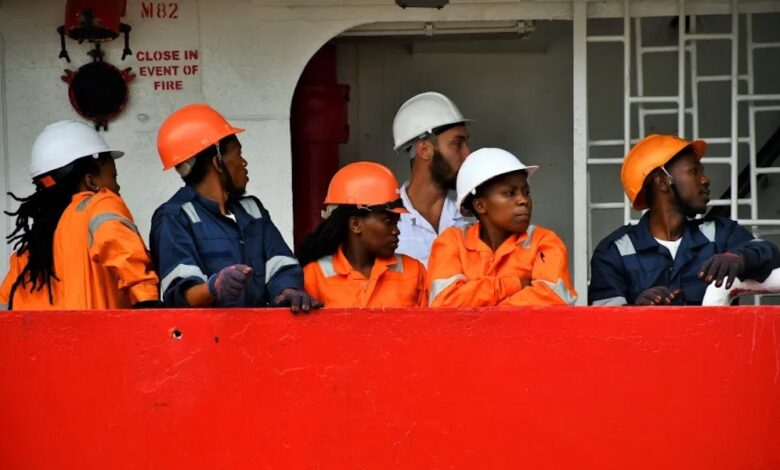 M82
CLOSE IN
EVENT OF
FIRE